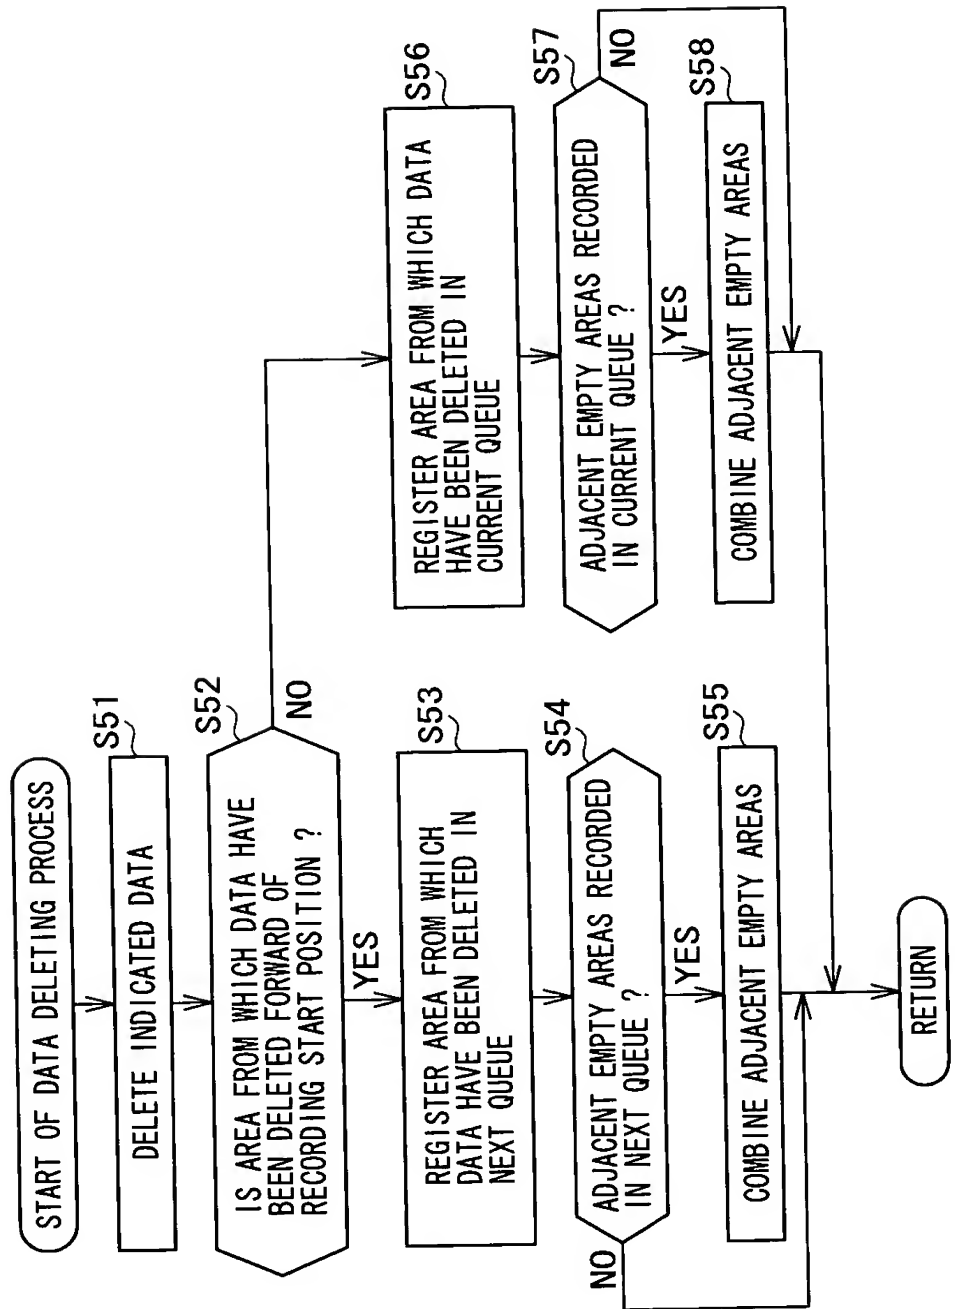 START OF DATA DELETING PROCESS
S51
DELETE INDICATED DATA
S52
IS AREA FROM WHICH DATA HAVE
BEEN DELETED FORWARD OF
RECORDING START POSITION ?
NO
YES
S53
REGISTER AREA FROM WHICH
DATA HAVE BEEN DELETED IN
NEXT QUEUE
S54
ADJACENT EMPTY AREAS RECORDED
IN NEXT QUEUE ?
NO
YES
S55
COMBINE ADJACENT EMPTY AREAS
S56
REGISTER AREA FROM WHICH DATA
HAVE BEEN DELETED IN
CURRENT QUEUE
S57
ADJACENT EMPTY AREAS RECORDED
IN CURRENT QUEUE ?
NO
YES
S58
COMBINE ADJACENT EMPTY AREAS
RETURN